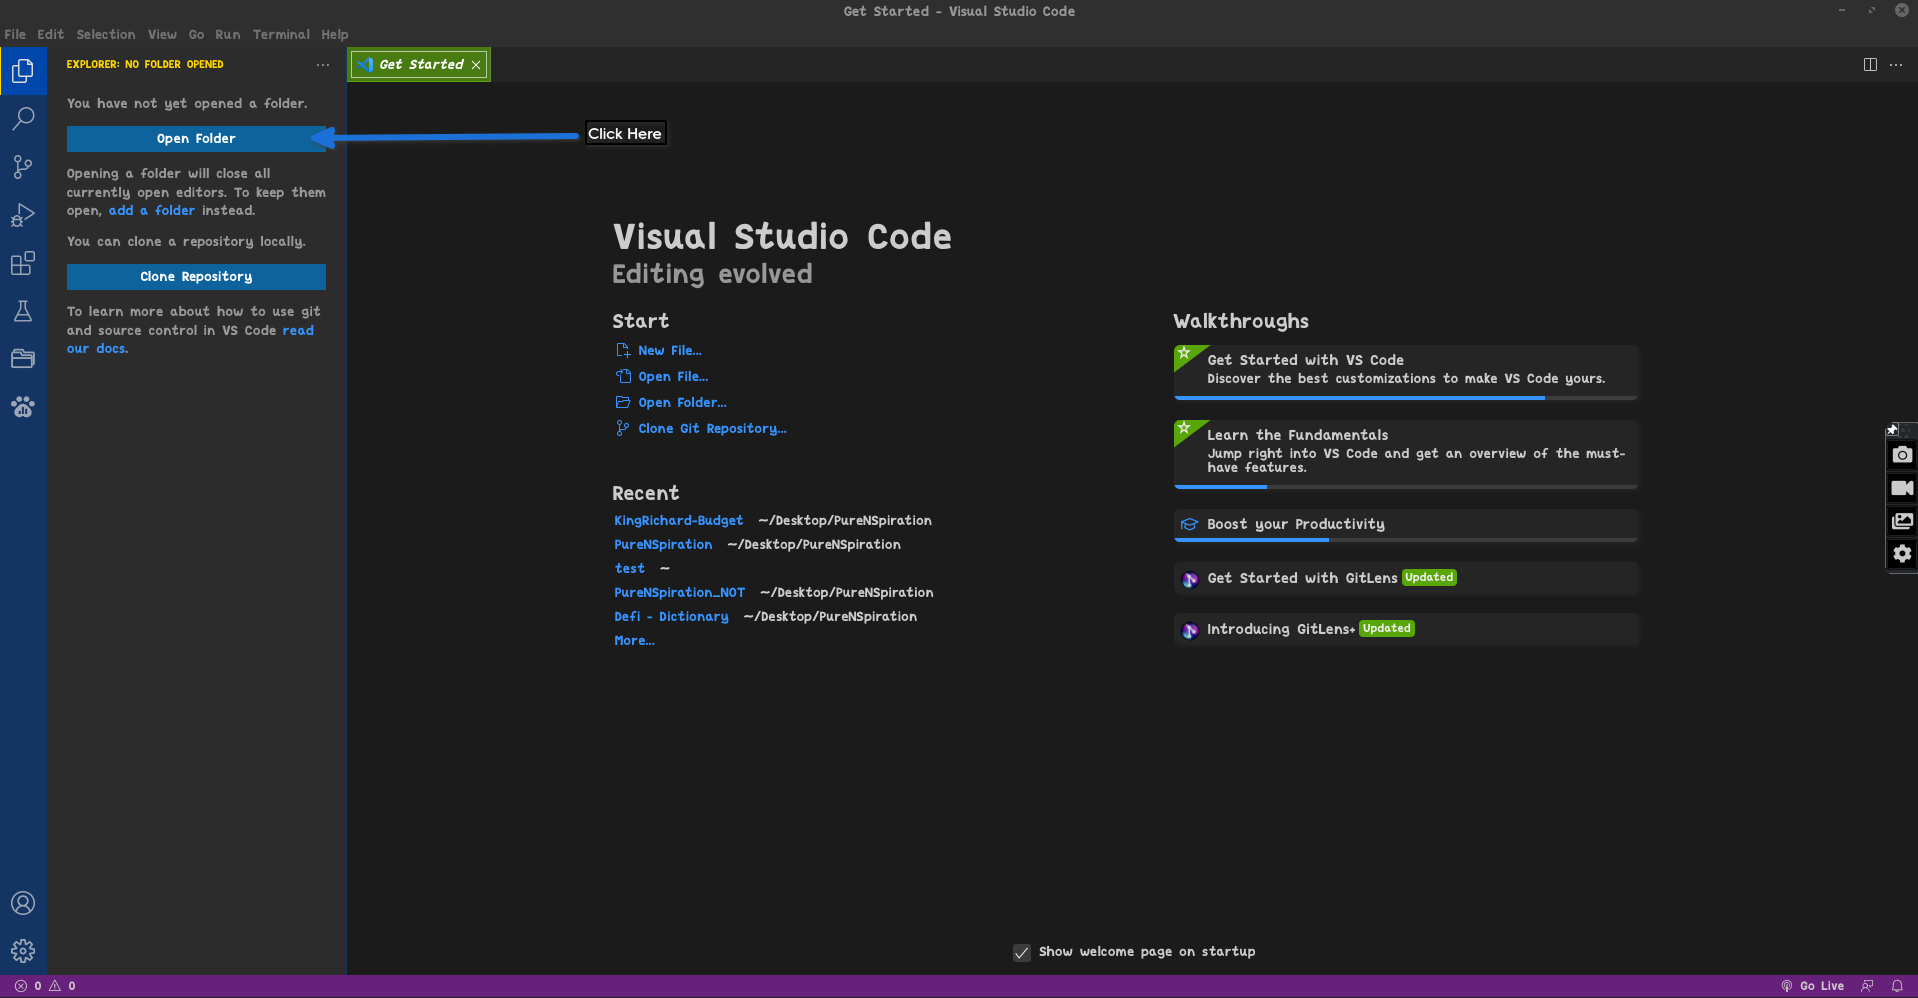 Get Started - Visual Studio Code
File Edit Selection View Go Run Terminal Help
EXPLORER: NO FOLDER OPENED
Get Started
You have not yet opened a folder.
Open Folder
Click Here
Opening a folder will close all
currently open editors. To keep them
open, add a folder instead.
You can clone a repository locally.
Clone Repository
To learn more about how to use git
and source control in VS Code read
our docs.
Visual Studio Code
Editing evolved
Start
New File...
Open File...
Open Folder...
Clone Git Repository...
Recent
KingRichard-Budget ~/Desktop/PureNSpiration
PureNSpiration ~/Desktop/PureNSpiration
test ~
PureNSpiration_NOT ~/Desktop/PureNSpiration
Defi - Dictionary ~/Desktop/PureNSpiration
More...
Walkthroughs
Get Started with VS Code
Discover the best customizations to make VS Code yours.
Learn the Fundamentals
Jump right into VS Code and get an overview of the must-
have features.
Boost your Productivity
Get Started with GitLens Updated
Introducing GitLens+ Updated
Show welcome page on startup
0 0
Go Live